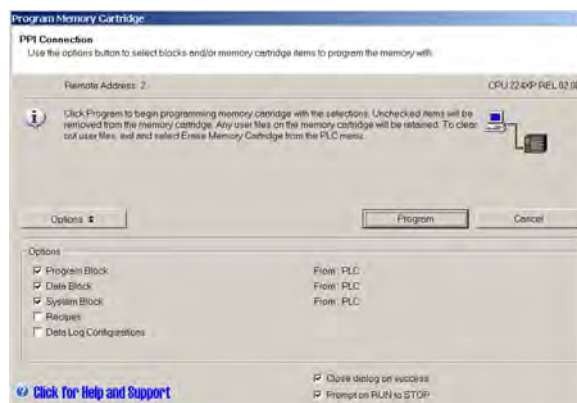 Program Memory Cartridge
PPI Connection
Use the options button to select blocks and/or memory cartridge items to program the memory with.
Remote Address: 2
CPU 224XP REL 02.00
Click Program to begin programming memory cartridge with the selections. Unchecked items will be
removed from the memory cartridge. Any user files on the memory cartridge will be retained. To clear
out user files, exit and select Erase Memory Cartridge from the PLC menu.
Options
Program
Cancel
Options
Program Block From: PLC
Data Block From: PLC
System Block From: PLC
Recipes
Data Log Configurations
Close dialog on success
Click for Help and Support
Prompt on RUN to STOP